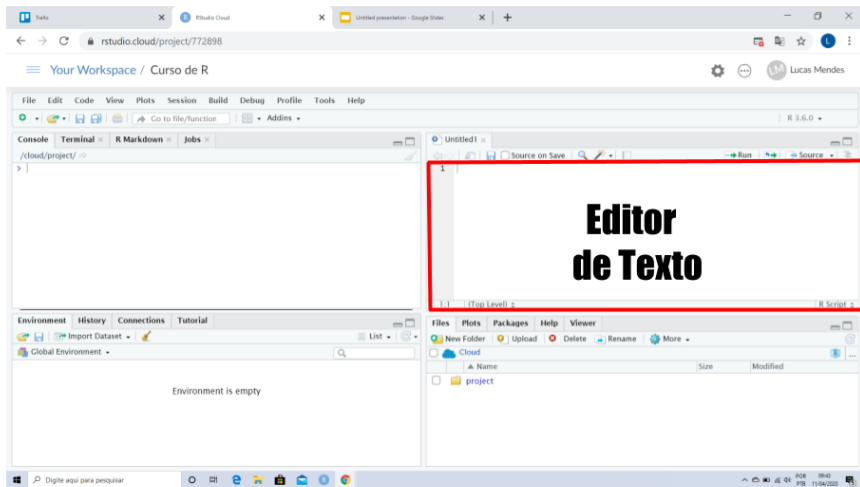 Trello
RStudio Cloud
Untitled presentation - Google Slides
rstudio.cloud/project/772898
L
Your Workspace / Curso de R
LM Lucas Mendes
File Edit Code View Plots Session Build Debug Profile Tools Help
Go to file/function Addins
R 3.6.0
Console Terminal R Markdown Jobs
/cloud/project/
>
Untitled1
Source on Save Run Source
1
Editor
de Texto
1:1 (Top Level) R Script
Environment History Connections Tutorial
Import Dataset List
Global Environment
Environment is empty
Files Plots Packages Help Viewer
New Folder Upload Delete Rename More
Cloud
Name Size Modified
project
Digite aqui para pesquisar
POR 09:43
PTB 11/04/2020